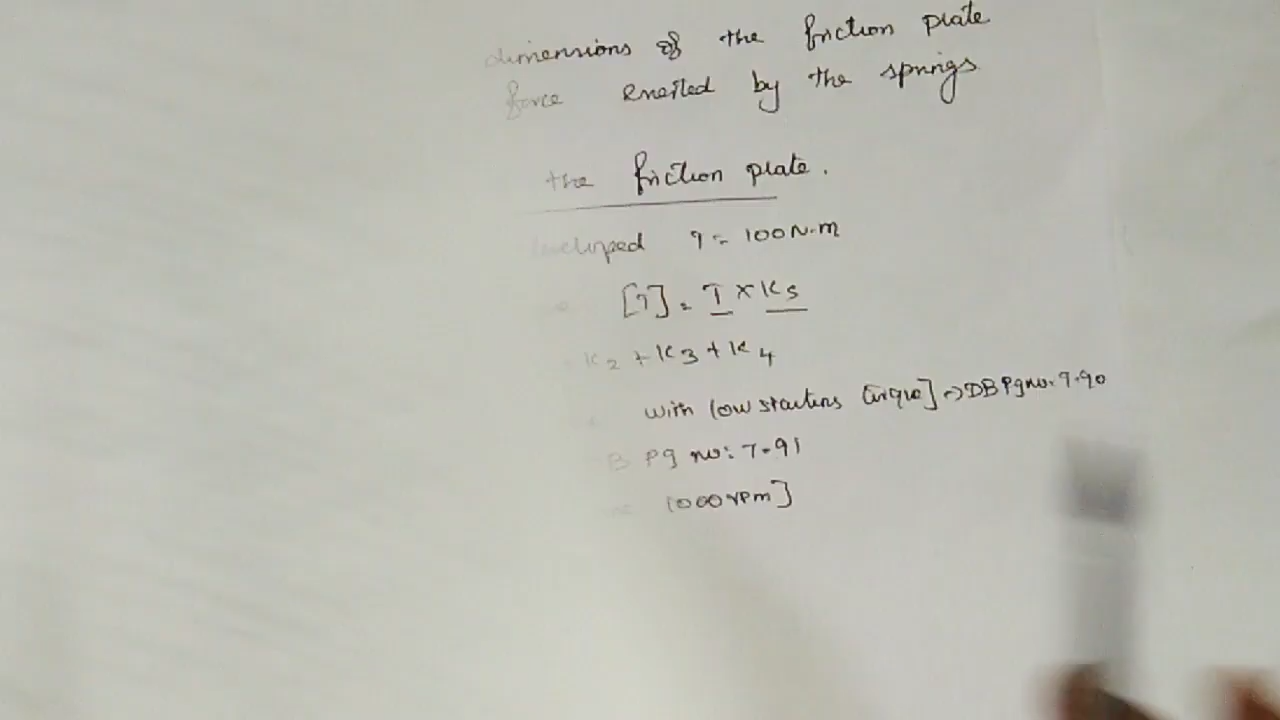 dimensions of the friction plate
force exerted by the springs
the friction plate.
developed T = 100 N.m
[T] = T × Ks
K2 + K3 + K4
with low starting torque] → DB Pg no. 7.90
B Pg no: 7.91
1000 rpm]